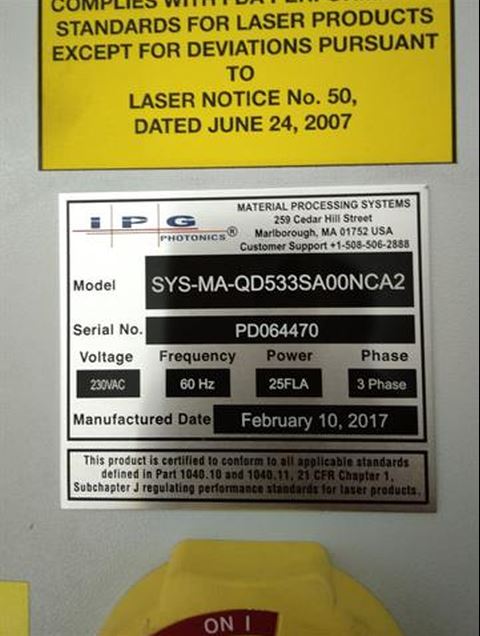 COMPLIES WITH FDA PERFORM
STANDARDS FOR LASER PRODUCTS
EXCEPT FOR DEVIATIONS PURSUANT
TO
LASER NOTICE No. 50,
DATED JUNE 24, 2007
IPG
PHOTONICS®
MATERIAL PROCESSING SYSTEMS
259 Cedar Hill Street
Marlborough, MA 01752 USA
Customer Support +1-508-506-2888
Model SYS-MA-QD533SA00NCA2
Serial No. PD064470
Voltage Frequency Power Phase
230VAC 60 Hz 25FLA 3 Phase
Manufactured Date February 10, 2017
This product is certified to conform to all applicable standards
defined in Part 1040.10 and 1040.11, 21 CFR Chapter 1,
Subchapter J regulating performance standards for laser products.
ON I